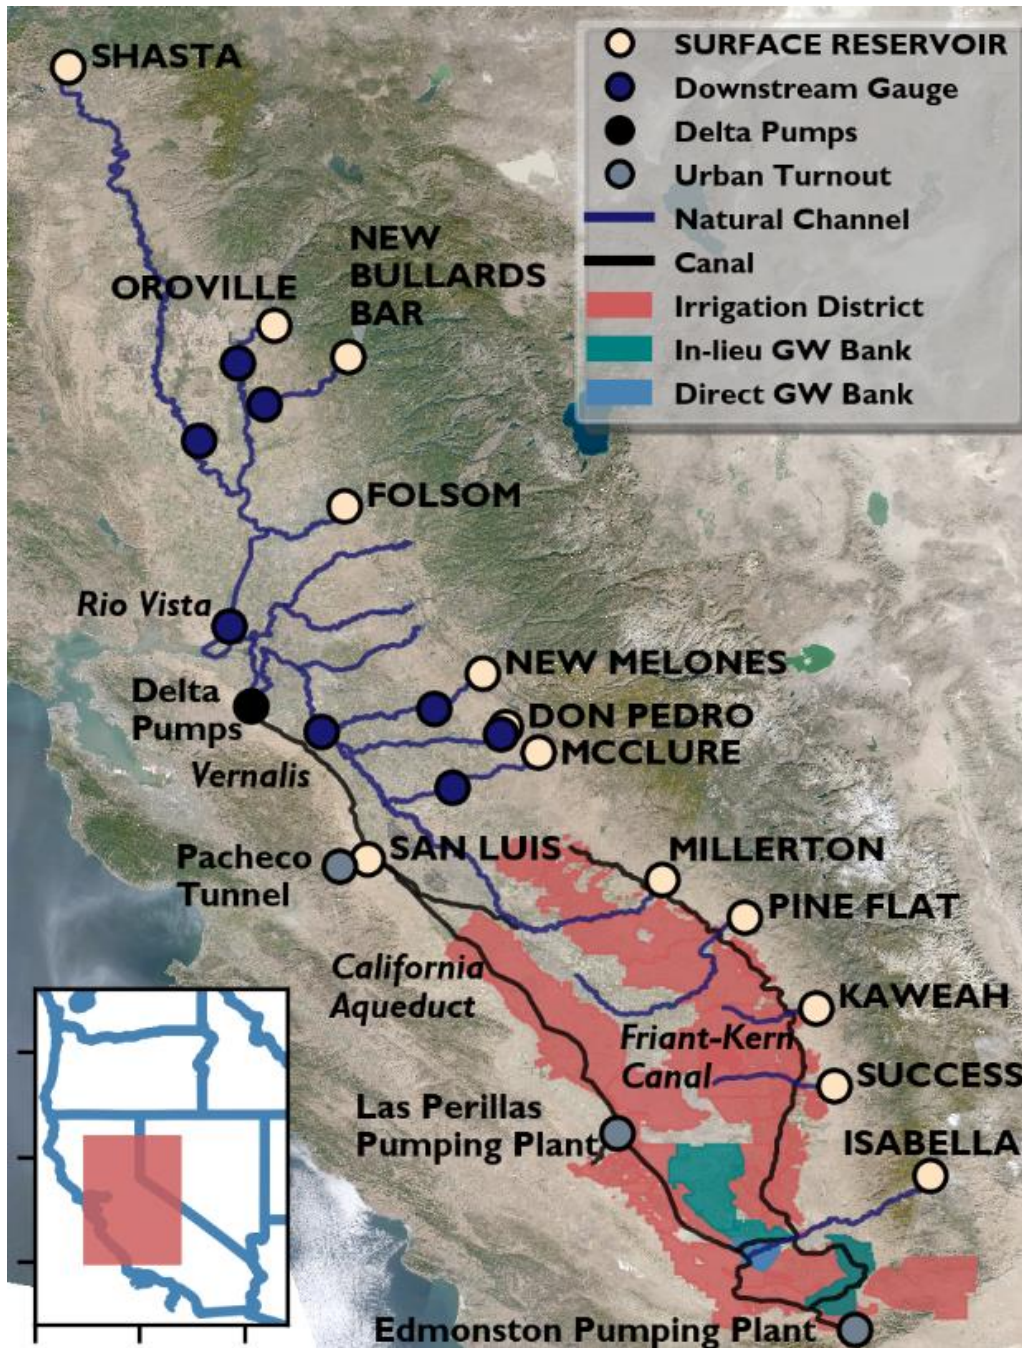 SHASTA
SURFACE RESERVOIR
Downstream Gauge
Delta Pumps
Urban Turnout
Natural Channel
Canal
Irrigation District
In-lieu GW Bank
Direct GW Bank
NEW
BULLARDS
BAR
OROVILLE
FOLSOM
Rio Vista
NEW MELONES
Delta
Pumps
DON PEDRO
MCCLURE
Vernalis
SAN LUIS
MILLERTON
Pacheco
Tunnel
PINE FLAT
California
Aqueduct
KAWEAH
Friant-Kern
Canal
SUCCESS
Las Perillas
Pumping Plant
ISABELLA
Edmonston Pumping Plant